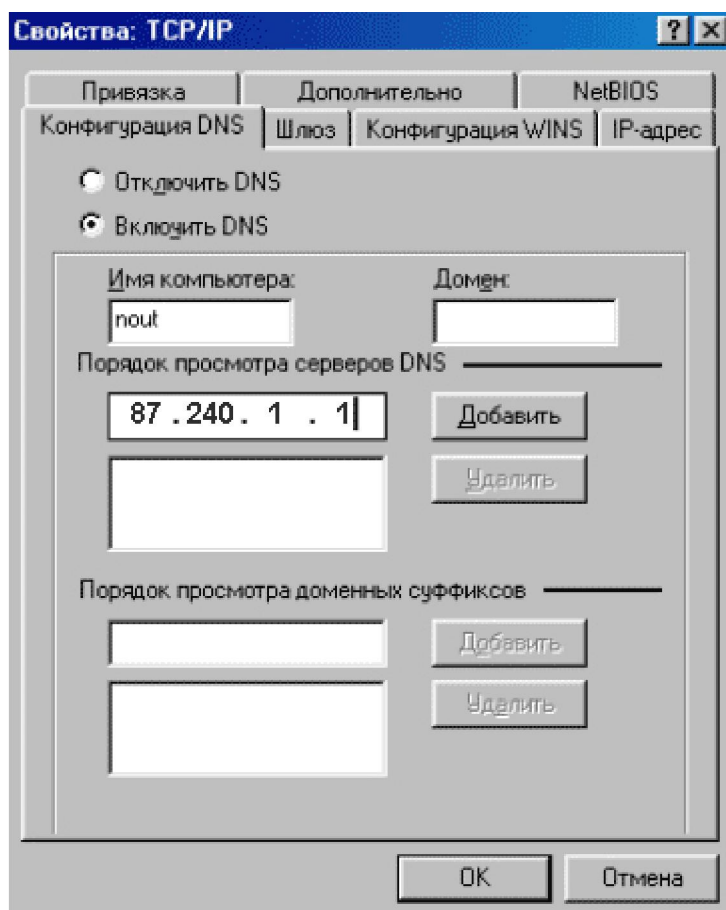 Свойства: TCP/IP
Привязка Дополнительно NetBIOS
Конфигурация DNS Шлюз Конфигурация WINS IP-адрес
Отключить DNS
Включить DNS
Имя компьютера: Домен:
nout
Порядок просмотра серверов DNS
87 .240. 1 . 1 Добавить
Удалить
Порядок просмотра доменных суффиксов
Добавить
Удалить
OK Отмена